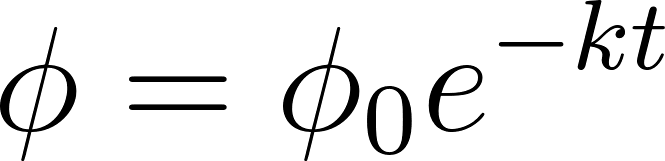 ϕ = ϕ₀e^{-kt}